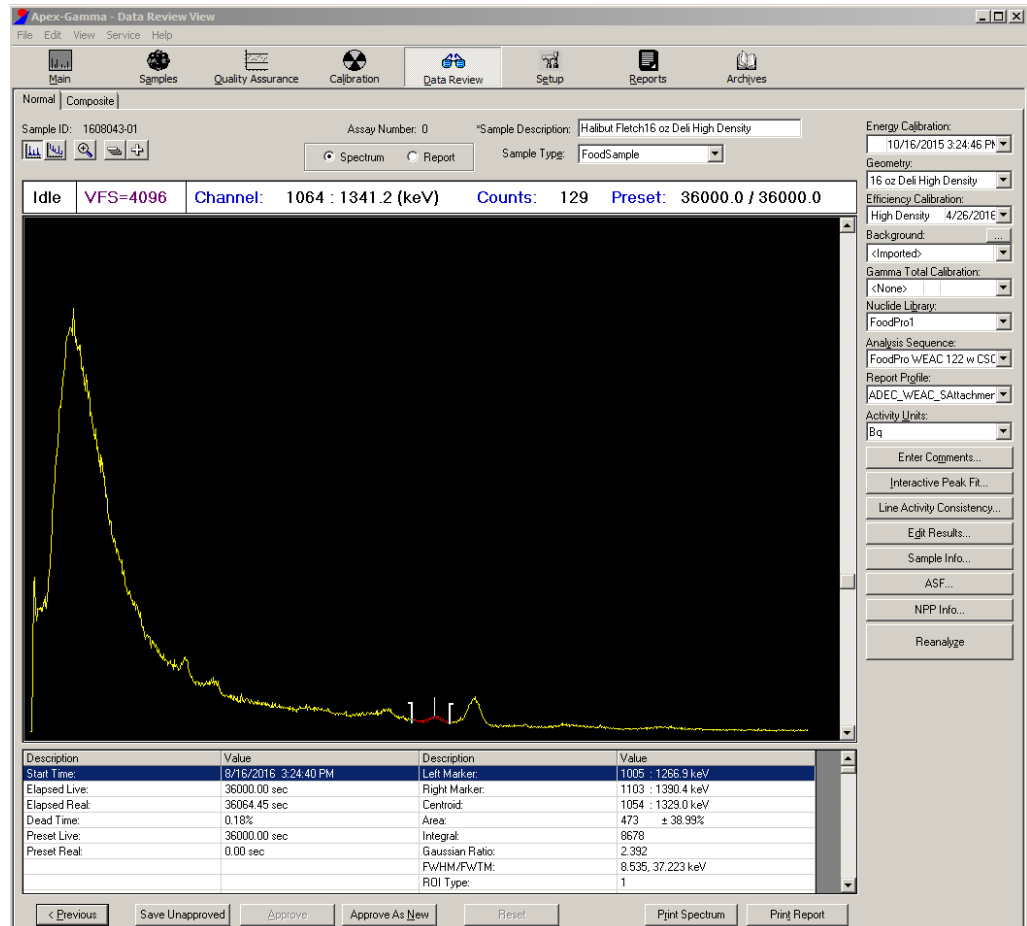 Apex-Gamma - Data Review View
File Edit View Service Help
Main Samples Quality Assurance Calibration Data Review Setup Reports Archives
Normal Composite
Sample ID: 1608043-01 Assay Number: 0 *Sample Description: Halibut Fletch16 oz Deli High Density
Spectrum Report Sample Type: FoodSample
Idle VFS=4096 Channel: 1064 : 1341.2 (keV) Counts: 129 Preset: 36000.0 / 36000.0
Energy Calibration:
10/16/2015 3:24:46 PM
Geometry:
16 oz Deli High Density
Efficiency Calibration:
High Density 4/26/2016
Background:
...
<Imported>
Gamma Total Calibration:
<None>
Nuclide Library:
FoodPro1
Analysis Sequence:
FoodPro WEAC 122 w CSC
Report Profile:
ADEC_WEAC_SAttachmer
Activity Units:
Bq
Enter Comments...
Interactive Peak Fit...
Line Activity Consistency...
Edit Results...
Sample Info...
ASF...
NPP Info...
Reanalyze
Description Value Description Value
Start Time: 8/16/2016 3:24:40 PM Left Marker: 1005 : 1266.9 keV
Elapsed Live: 36000.00 sec Right Marker: 1103 : 1390.4 keV
Elapsed Real: 36064.45 sec Centroid: 1054 : 1329.0 keV
Dead Time: 0.18% Area: 473 ± 38.99%
Preset Live: 36000.00 sec Integral: 8678
Preset Real: 0.00 sec Gaussian Ratio: 2.392
FWHM/FWTM: 8.535, 37.223 keV
ROI Type: 1
< Previous Save Unapproved Approve Approve As New Reset Print Spectrum Print Report